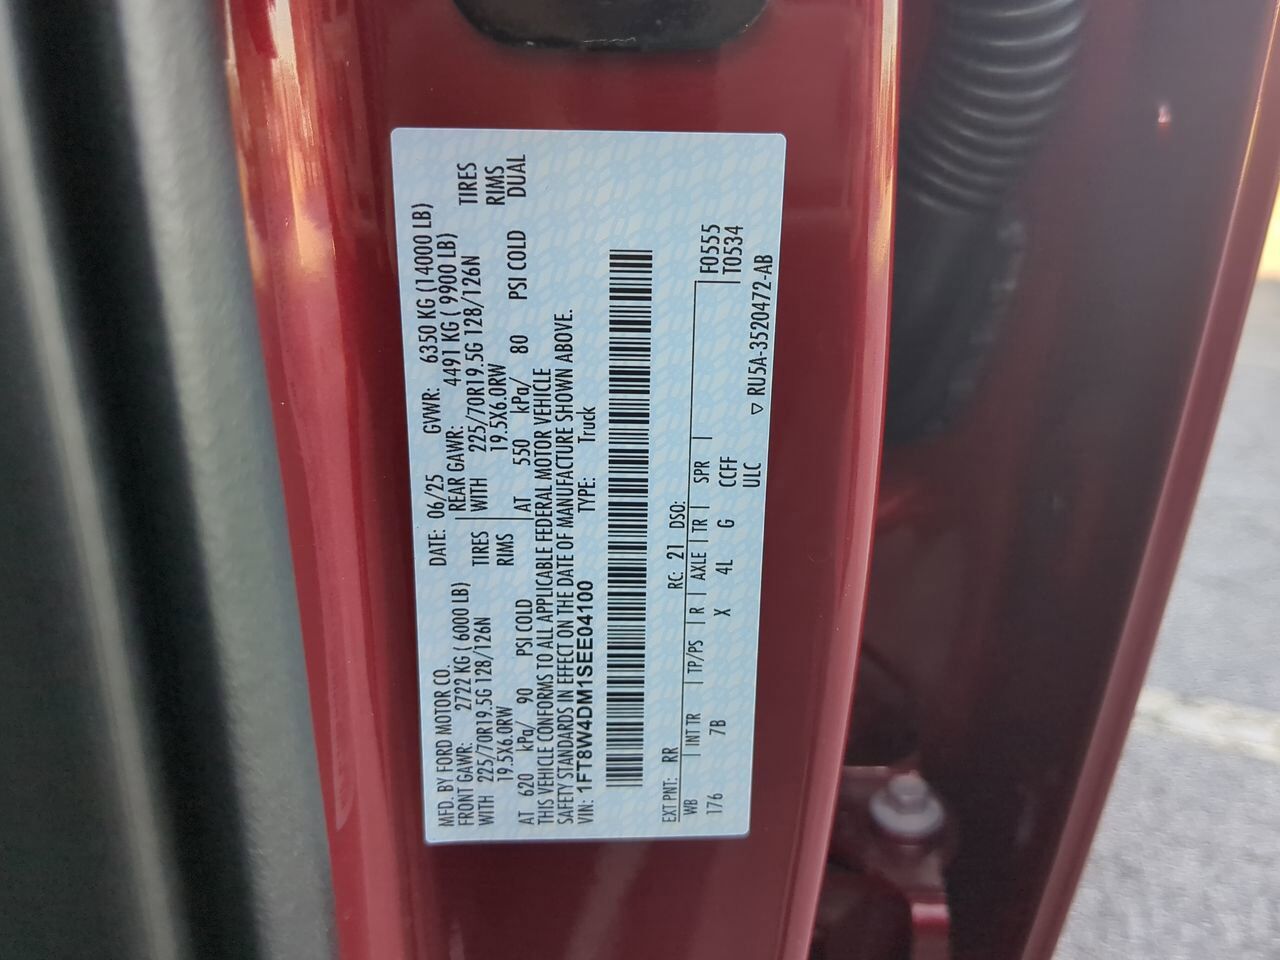 MFD. BY FORD MOTOR CO.
DATE: 06/25 GVWR: 6350 KG (14000 LB)
FRONT GAWR: 2722 KG ( 6000 LB) REAR GAWR: 4491 KG ( 9900 LB)
WITH 225/70R19.5G 128/126N TIRES WITH 225/70R19.5G 128/126N TIRES
19.5X6.0RW RIMS 19.5X6.0RW RIMS
AT 620 kPa/ 90 PSI COLD AT 550 kPa/ 80 PSI COLD DUAL
THIS VEHICLE CONFORMS TO ALL APPLICABLE FEDERAL MOTOR VEHICLE
SAFETY STANDARDS IN EFFECT ON THE DATE OF MANUFACTURE SHOWN ABOVE.
VIN: 1FT8W4DM1SEE04100 TYPE: Truck
EXT PNT: RR RC: 21 DSO:
WB | INT TR | TP/PS | R | AXLE | TR | SPR | F0555
176 7B X 4L G CCFF T0534
ULC
▽ RU5A-3520472-AB